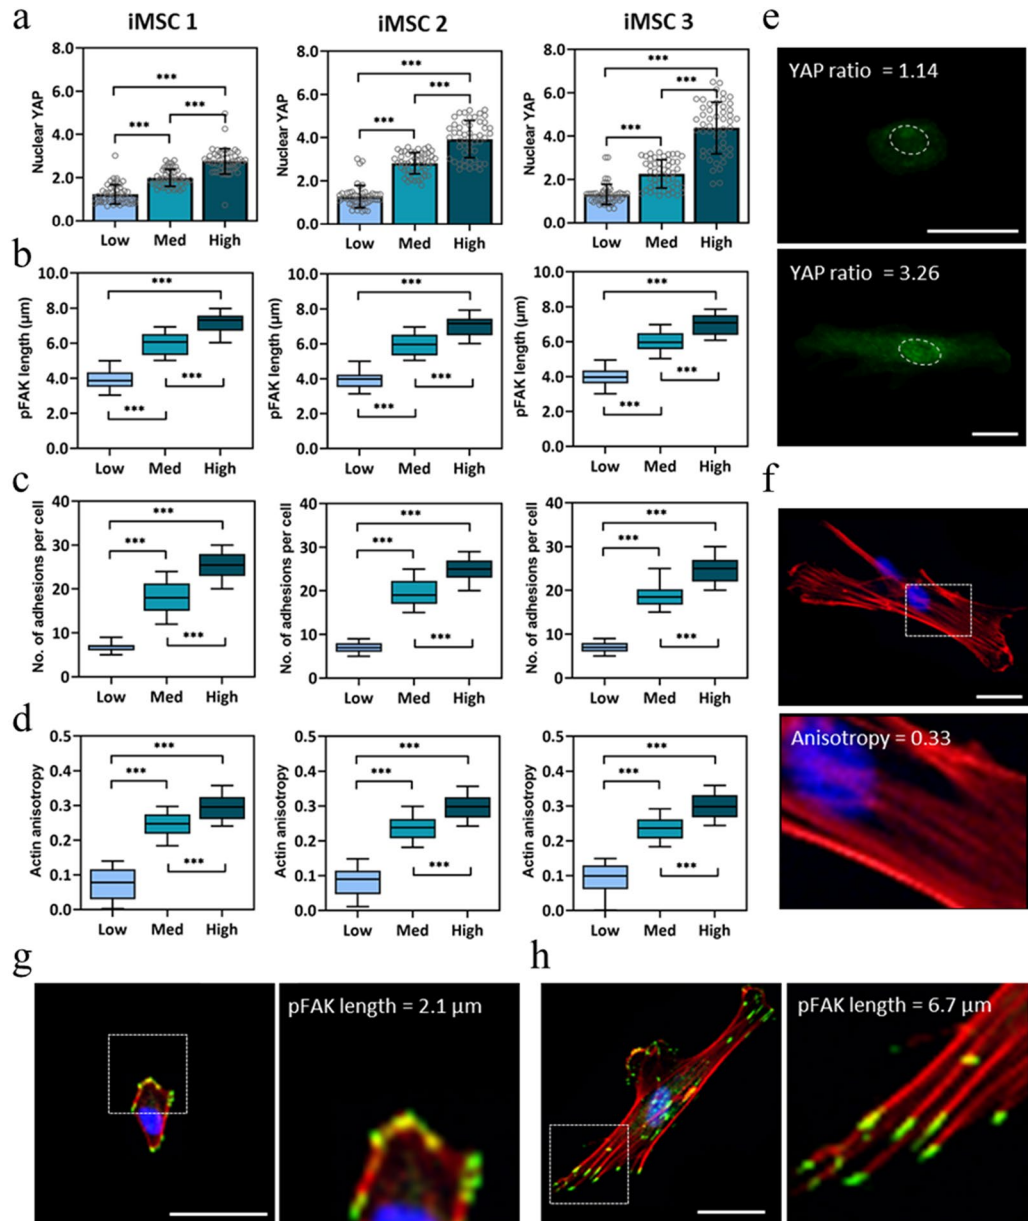 a
iMSC 1
iMSC 2
iMSC 3
Nuclear YAP
8.0
6.0
4.0
2.0
0.0
***
***
***
Low Med High
8.0
6.0
4.0
2.0
0.0
***
***
***
Low Med High
8.0
6.0
4.0
2.0
0.0
***
***
***
Low Med High
Nuclear YAP
Nuclear YAP
b
pFAK length (μm)
10.0
8.0
6.0
4.0
2.0
0.0
***
***
***
Low Med High
pFAK length (μm)
10.0
8.0
6.0
4.0
2.0
0.0
***
***
***
Low Med High
pFAK length (μm)
10.0
8.0
6.0
4.0
2.0
0.0
***
***
***
Low Med High
c
No. of adhesions per cell
40
30
20
10
0
***
***
***
Low Med High
No. of adhesions per cell
40
30
20
10
0
***
***
***
Low Med High
No. of adhesions per cell
40
30
20
10
0
***
***
***
Low Med High
d
Actin anisotropy
0.5
0.4
0.3
0.2
0.1
0.0
***
***
***
Low Med High
Actin anisotropy
0.5
0.4
0.3
0.2
0.1
0.0
***
***
***
Low Med High
Actin anisotropy
0.5
0.4
0.3
0.2
0.1
0.0
***
***
***
Low Med High
e
YAP ratio = 1.14
YAP ratio = 3.26
f
Anisotropy = 0.33
g
pFAK length = 2.1 μm
h
pFAK length = 6.7 μm